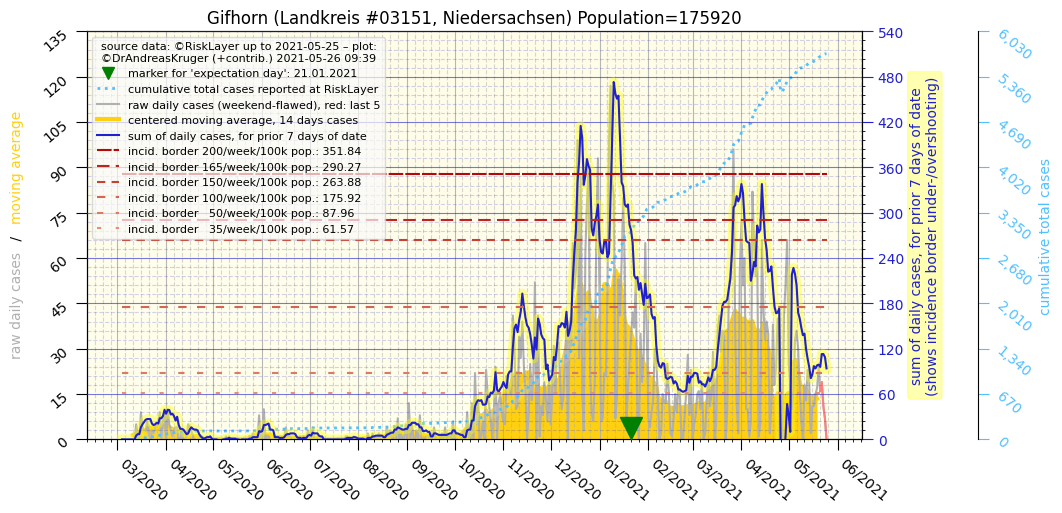 Gifhorn (Landkreis #03151, Niedersachsen) Population=175920
source data: ©RiskLayer up to 2021-05-25 – plot:
©DrAndreasKruger (+contrib.) 2021-05-26 09:39
marker for 'expectation day': 21.01.2021
cumulative total cases reported at RiskLayer
raw daily cases (weekend-flawed), red: last 5
centered moving average, 14 days cases
sum of daily cases, for prior 7 days of date
incid. border 200/week/100k pop.: 351.84
incid. border 165/week/100k pop.: 290.27
incid. border 150/week/100k pop.: 263.88
incid. border 100/week/100k pop.: 175.92
incid. border 50/week/100k pop.: 87.96
incid. border 35/week/100k pop.: 61.57
raw daily cases / moving average
135
120
105
90
75
60
45
30
15
0
03/2020
04/2020
05/2020
06/2020
07/2020
08/2020
09/2020
10/2020
11/2020
12/2020
01/2021
02/2021
03/2021
04/2021
05/2021
06/2021
540
480
420
360
300
240
180
120
60
0
sum of daily cases, for prior 7 days of date
(shows incidence border under-/overshooting)
6,030
5,360
4,690
4,020
3,350
2,680
2,010
1,340
670
0
cumulative total cases